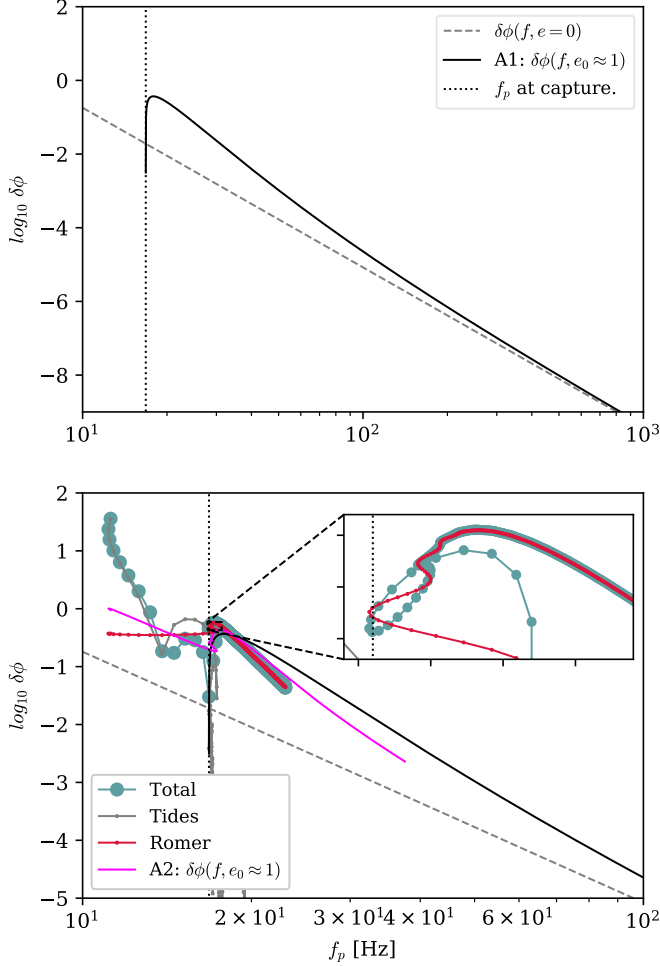 2
δϕ(f, e = 0)
A1: δϕ(f, e₀ ≈ 1)
f_p at capture.
0
−2
log₁₀ δϕ
−4
−6
−8
10¹
10²
10³
2
1
0
−1
log₁₀ δϕ
−2
−3
Total
Tides
Romer
A2: δϕ(f, e₀ ≈ 1)
−4
−5
10¹
2 × 10¹
3 × 10¹
4 × 10¹
6 × 10¹
10²
f_p [Hz]